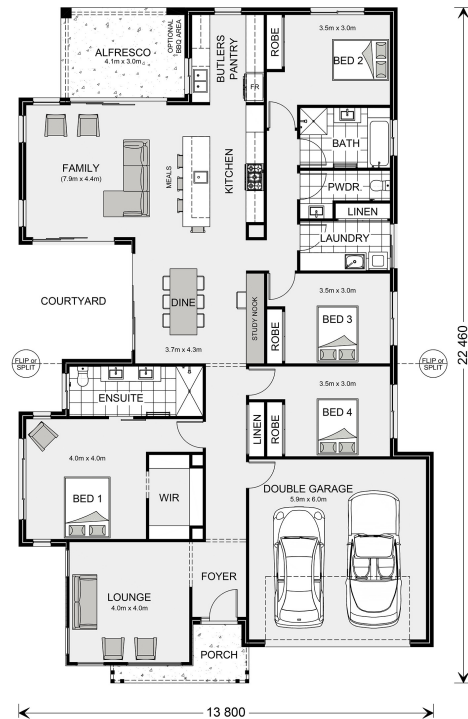 ALFRESCO
4.1m x 3.0m
OPTIONAL
BBQ AREA
BUTLERS
PANTRY
FR
ROBE
3.5m x 3.0m
BED 2
BATH
FAMILY
(7.9m x 4.4m)
MEALS
KITCHEN
PWDR.
LINEN
LAUNDRY
COURTYARD
DINE
3.7m x 4.3m
STUDY NOOK
3.5m x 3.0m
BED 3
ROBE
FLIP or
SPLIT
FLIP or
SPLIT
22 460
ENSUITE
3.5m x 3.0m
BED 4
LINEN
ROBE
4.0m x 4.0m
BED 1
WIR
DOUBLE GARAGE
5.9m x 6.0m
FOYER
LOUNGE
4.0m x 4.0m
PORCH
13 800